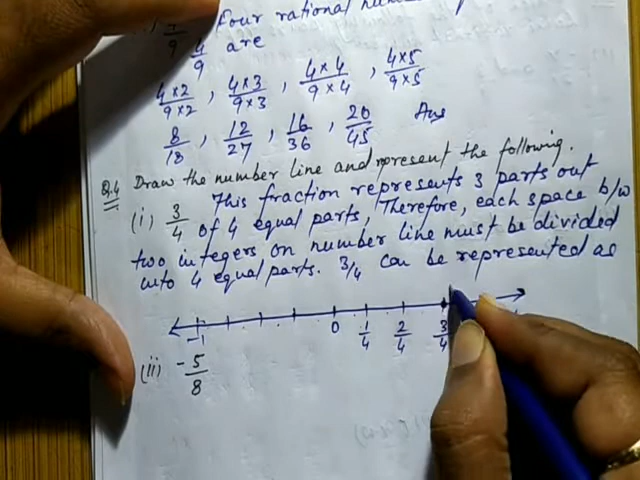 Four rational num
9 4/9 are
4×2/9×2 , 4×3/9×3 , 4×4/9×4 , 4×5/9×5
8/18 , 12/27 , 16/36 , 20/45 Ans
Q.4 Draw the number line and represent the following.
(i) 3/4 This fraction represents 3 parts out
of 4 equal parts, Therefore, each space b/w
two integers on number line must be divided
into 4 equal parts. 3/4 can be represented as
-1 0 1/4 2/4 3/4
(ii) -5/8